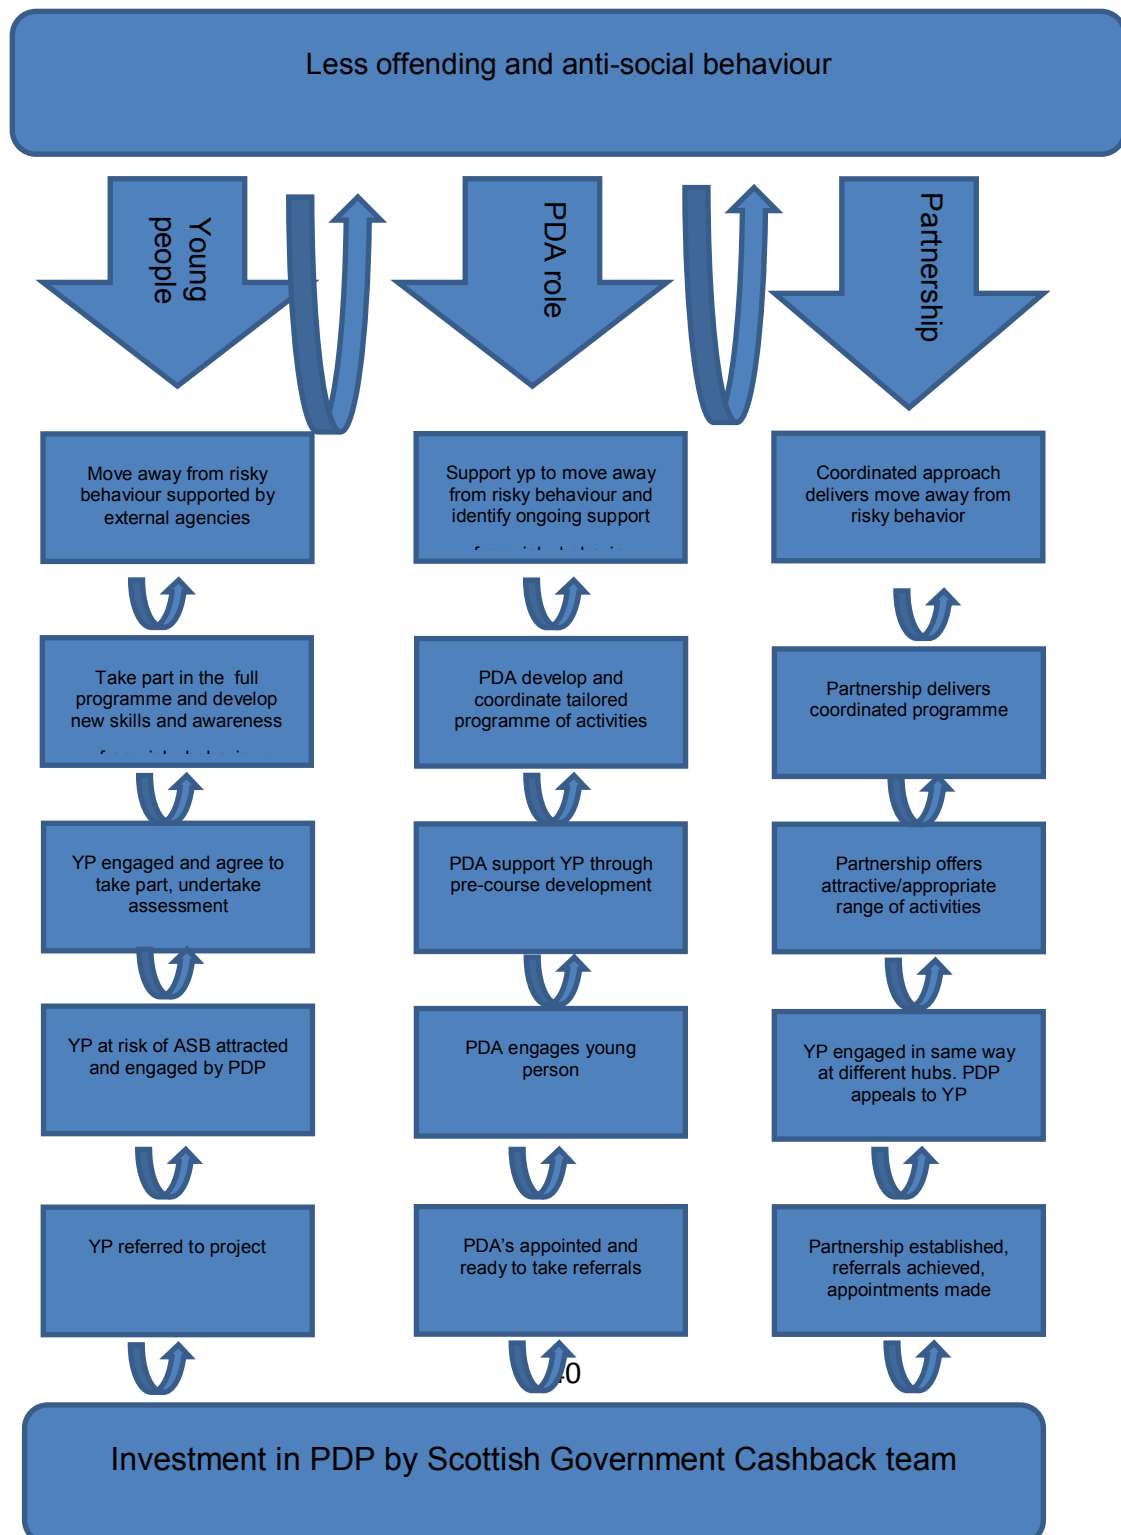 Less offending and anti-social behaviour
Young
people
PDA role
Partnership
Move away from risky
behaviour supported by
external agencies
Support yp to move away
from risky behaviour and
identify ongoing support
Coordinated approach
delivers move away from
risky behavior
Take part in the full
programme and develop
new skills and awareness
PDA develop and
coordinate tailored
programme of activities
Partnership delivers
coordinated programme
YP engaged and agree to
take part, undertake
assessment
PDA support YP through
pre-course development
Partnership offers
attractive/appropriate
range of activities
YP at risk of ASB attracted
and engaged by PDP
PDA engages young
person
YP engaged in same way
at different hubs. PDP
appeals to YP
YP referred to project
PDA's appointed and
ready to take referrals
Partnership established,
referrals achieved,
appointments made
Investment in PDP by Scottish Government Cashback team